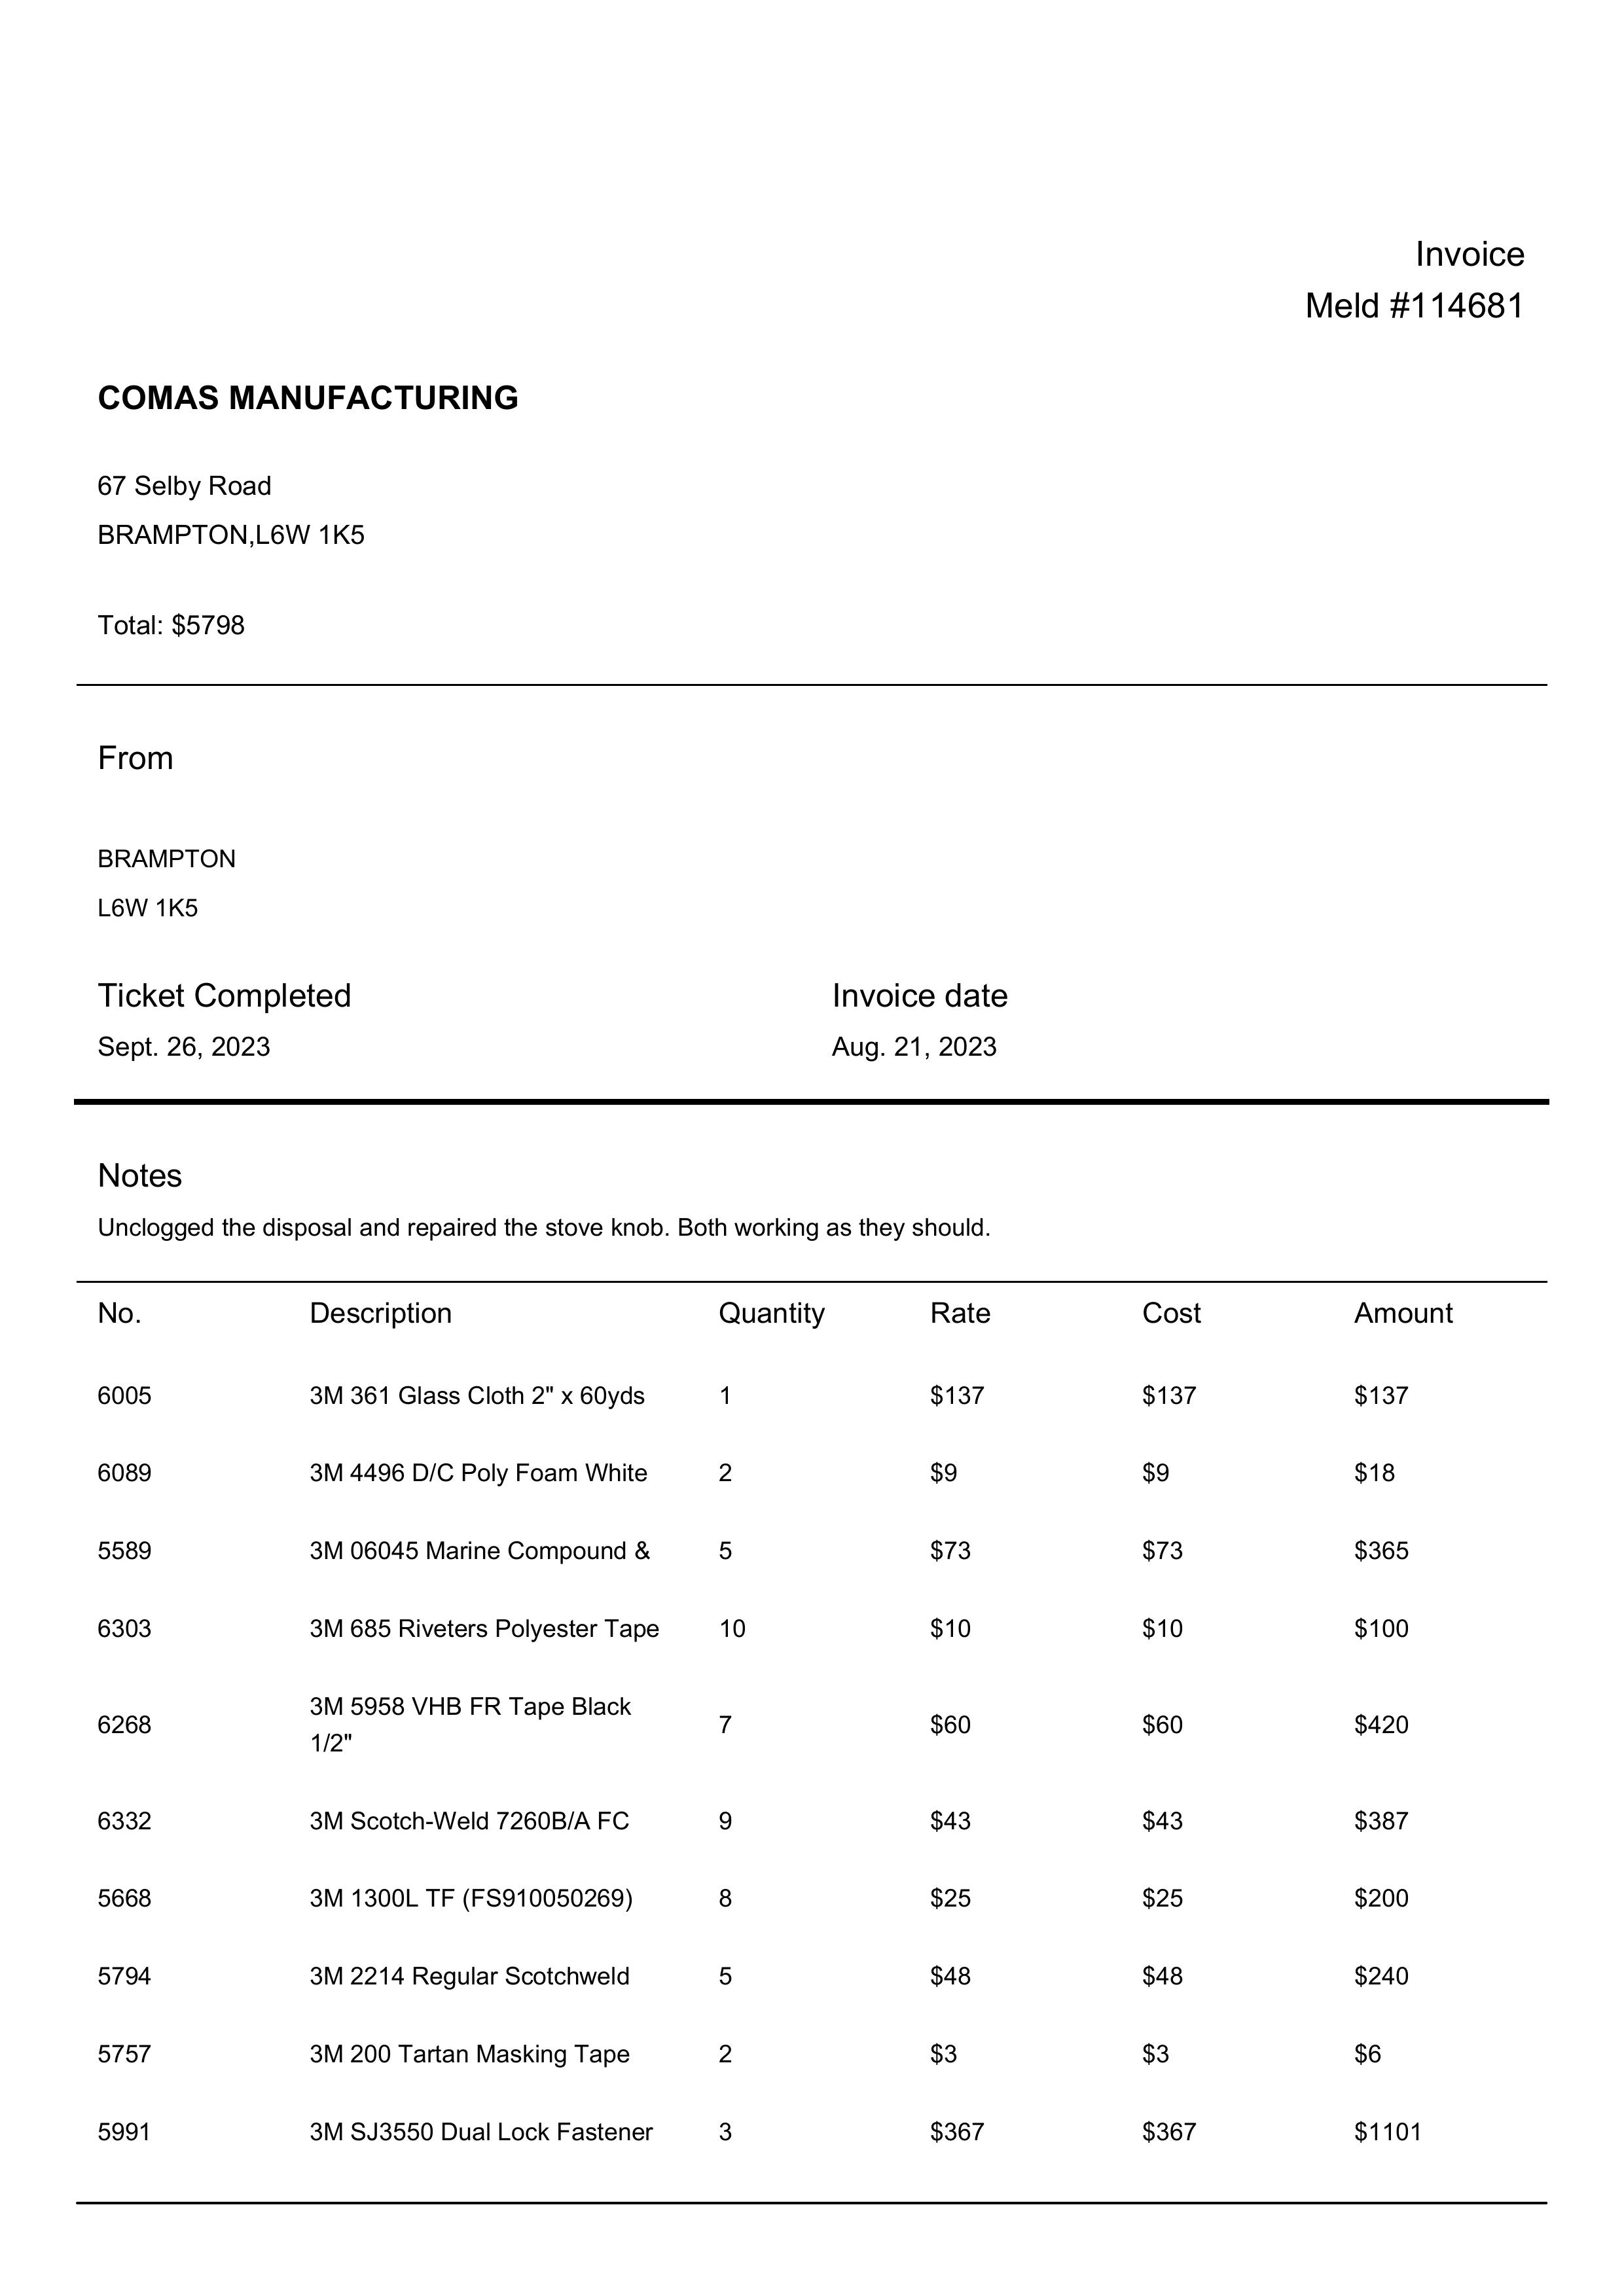 Invoice
Meld #114681
COMAS MANUFACTURING
67 Selby Road
BRAMPTON,L6W 1K5
Total: $5798
From
BRAMPTON
L6W 1K5
Ticket Completed Invoice date
Sept. 26, 2023 Aug. 21, 2023
Notes
Unclogged the disposal and repaired the stove knob. Both working as they should.
No. Description Quantity Rate Cost Amount
6005 3M 361 Glass Cloth 2" x 60yds 1 $137 $137 $137
6089 3M 4496 D/C Poly Foam White 2 $9 $9 $18
5589 3M 06045 Marine Compound & 5 $73 $73 $365
6303 3M 685 Riveters Polyester Tape 10 $10 $10 $100
6268 3M 5958 VHB FR Tape Black 7 $60 $60 $420
1/2"
6332 3M Scotch-Weld 7260B/A FC 9 $43 $43 $387
5668 3M 1300L TF (FS910050269) 8 $25 $25 $200
5794 3M 2214 Regular Scotchweld 5 $48 $48 $240
5757 3M 200 Tartan Masking Tape 2 $3 $3 $6
5991 3M SJ3550 Dual Lock Fastener 3 $367 $367 $1101